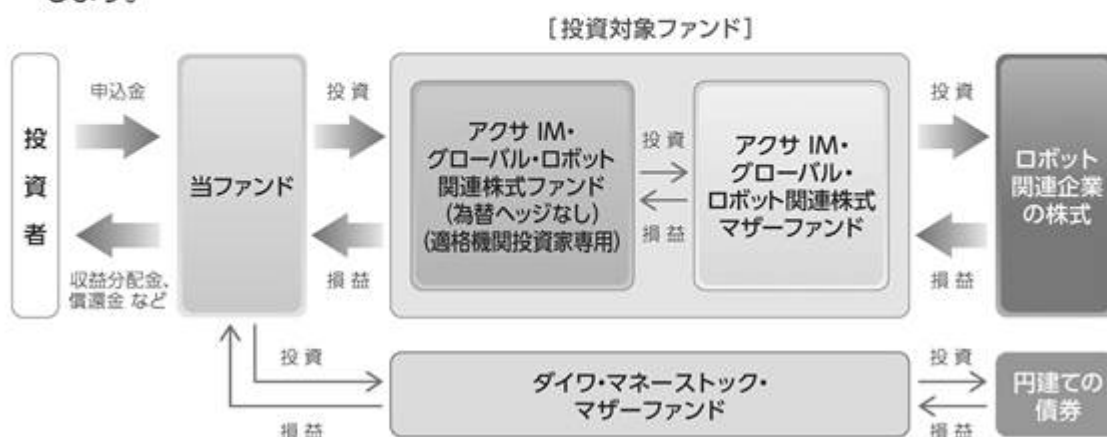 します。
[投資対象ファンド]
投資者
申込金
収益分配金、
償還金 など
当ファンド
投資
損益
アクサ IM・
グローバル・ロボット
関連株式ファンド
(為替ヘッジなし)
(適格機関投資家専用)
投資
損益
アクサ IM・
グローバル・
ロボット関連株式
マザーファンド
投資
損益
ロボット
関連企業
の株式
投資
損益
ダイワ・マネーストック・
マザーファンド
投資
損益
円建ての
債券